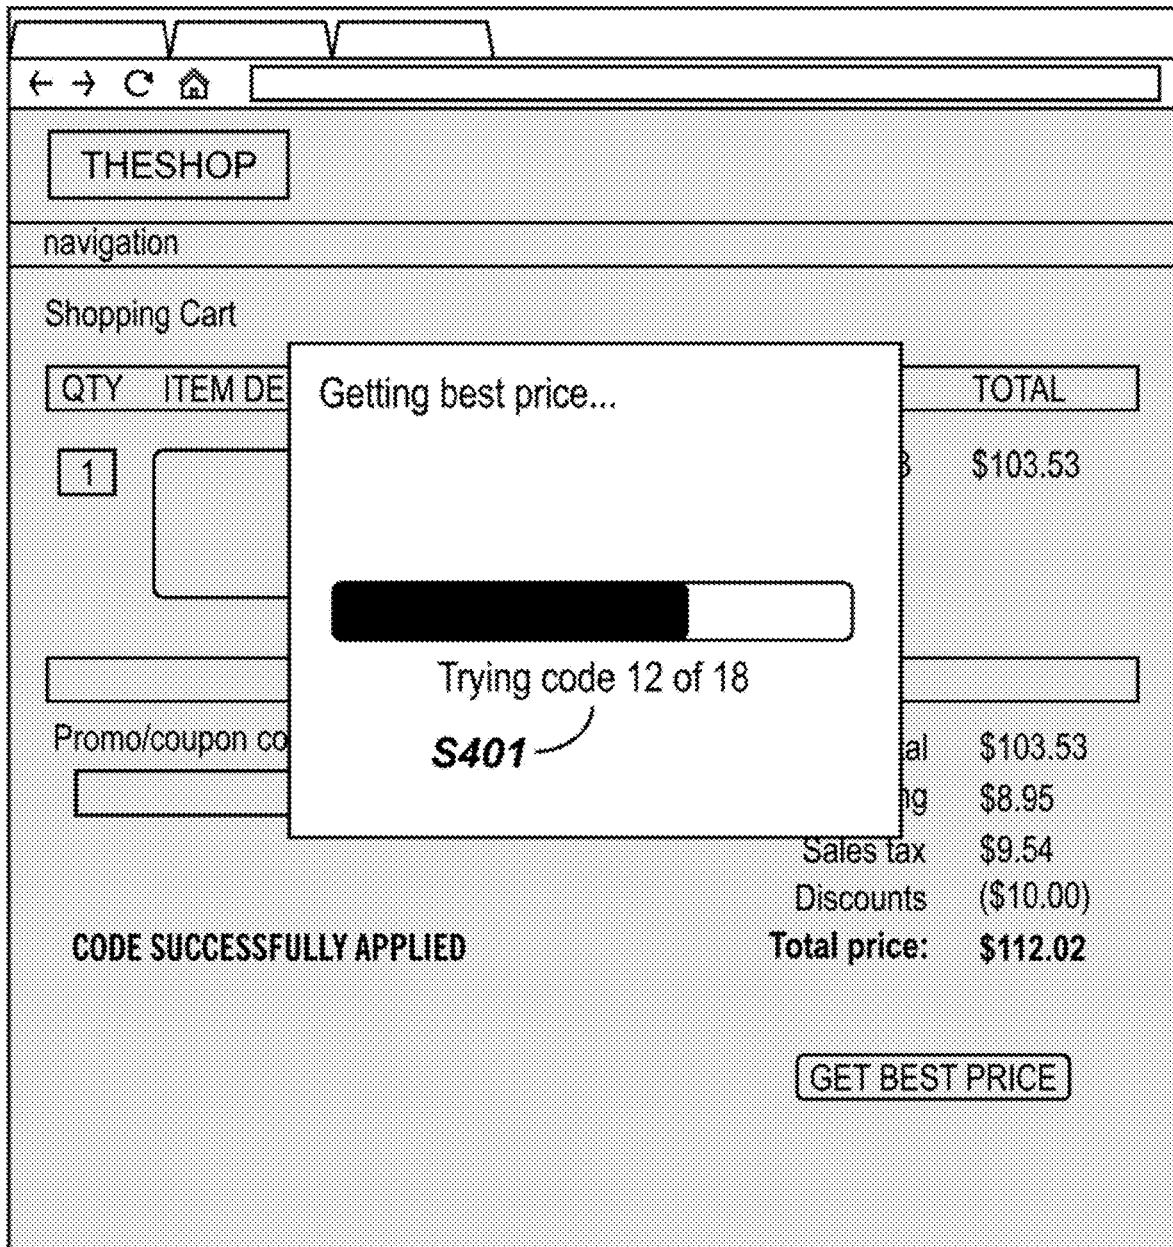 THESHOP
navigation
Shopping Cart
QTY ITEM DE TOTAL
Getting best price...
1 $103.53
Trying code 12 of 18
Promo/coupon co
S401
al $103.53
ng $8.95
Sales tax $9.54
Discounts ($10.00)
CODE SUCCESSFULLY APPLIED Total price: $112.02
GET BEST PRICE